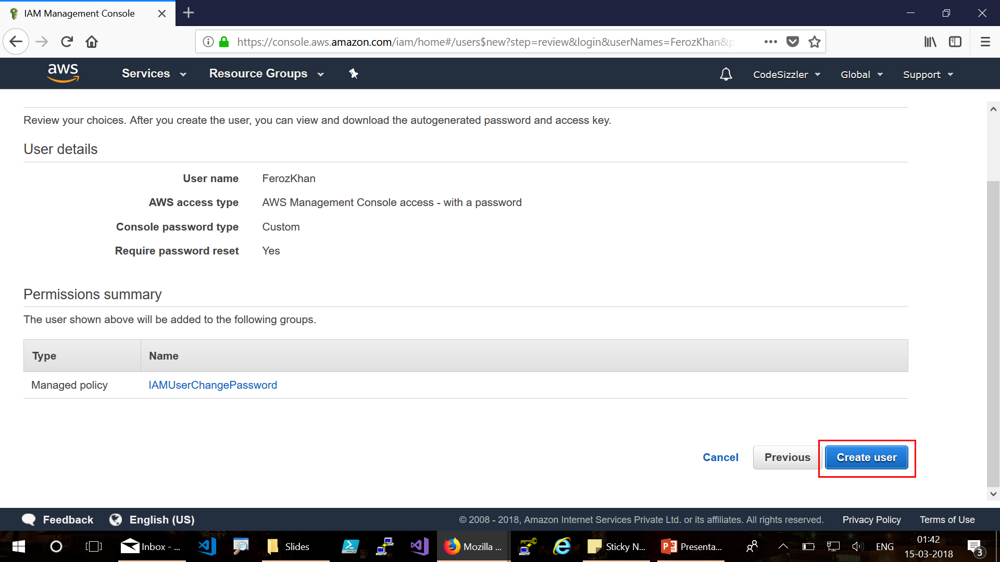 IAM Management Console
https://console.aws.amazon.com/iam/home#/users$new?step=review&login&userNames=FerozKhan&p
aws
Services
Resource Groups
CodeSizzler
Global
Support
Review your choices. After you create the user, you can view and download the autogenerated password and access key.
User details
User name FerozKhan
AWS access type AWS Management Console access - with a password
Console password type Custom
Require password reset Yes
Permissions summary
The user shown above will be added to the following groups.
Type Name
Managed policy IAMUserChangePassword
Cancel Previous Create user
Feedback English (US) © 2008 - 2018, Amazon Internet Services Private Ltd. or its affiliates. All rights reserved. Privacy Policy Terms of Use
Inbox - ...
Slides
Mozilla ...
Sticky N...
Presenta...
ENG
01:42
15-03-2018
3